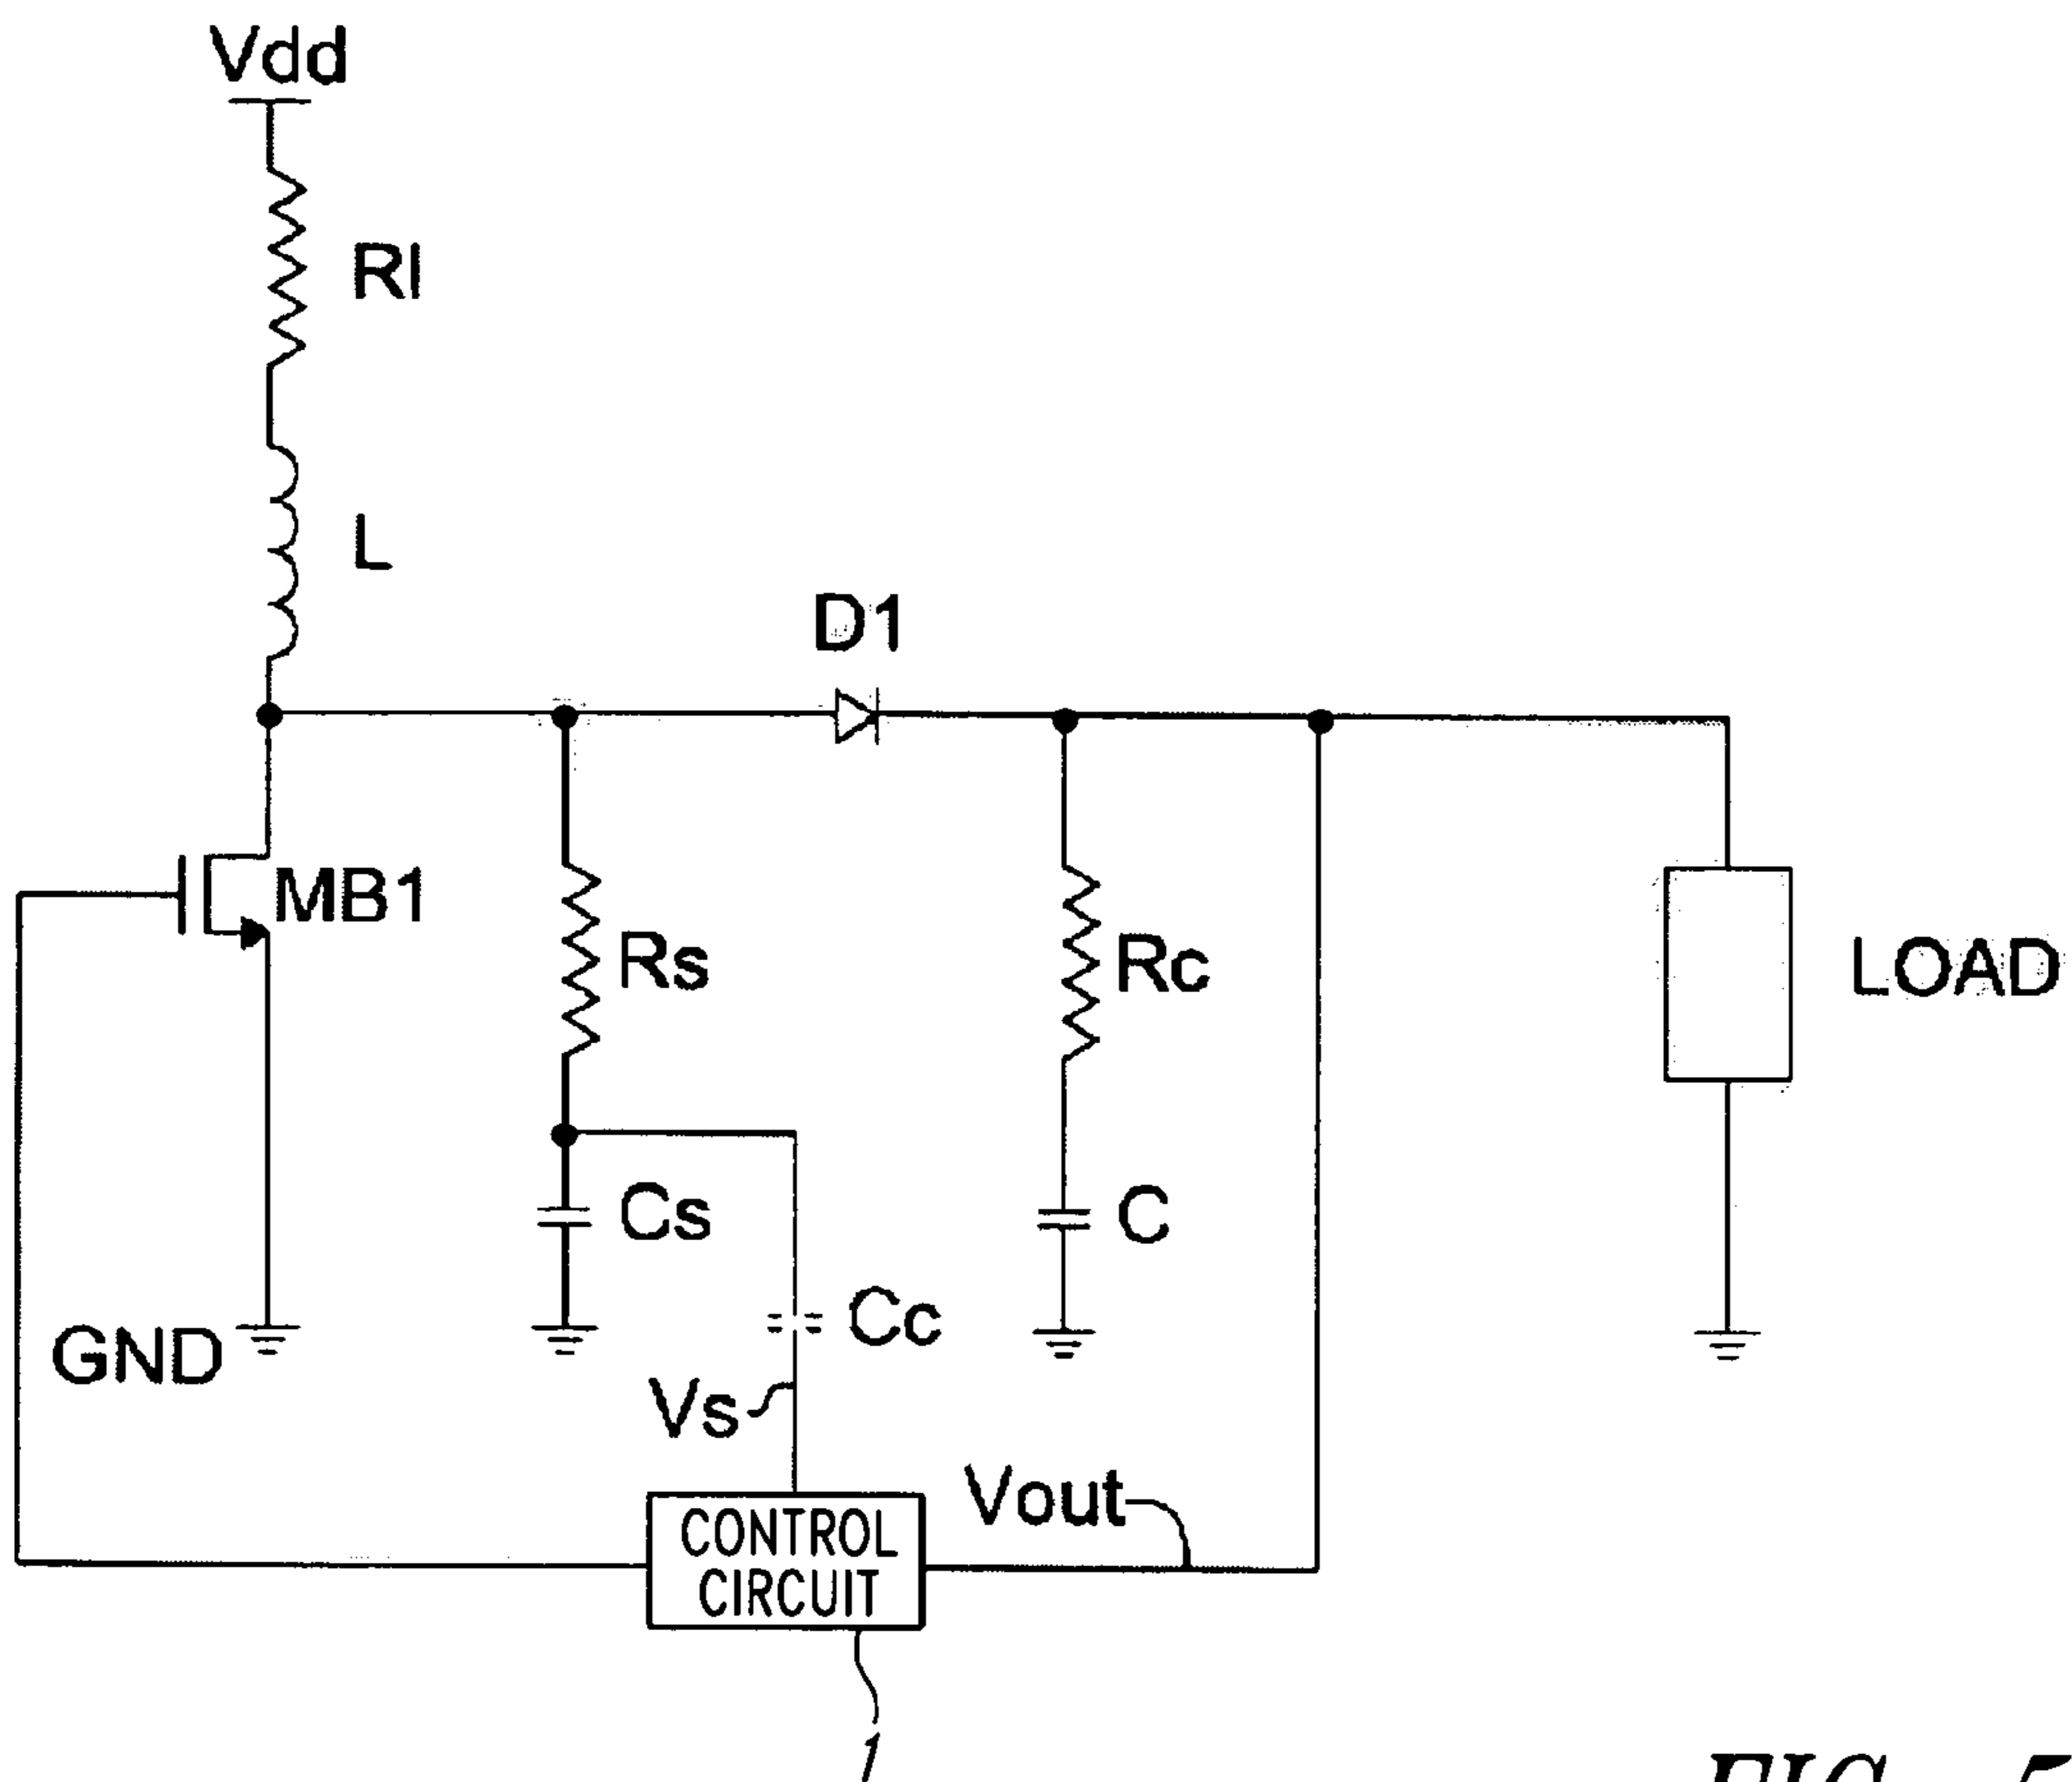 Vdd
Rl
L
D1
MB1
Rs
Rc
LOAD
Cs
C
Cc
GND
Vs
Vout
CONTROL
CIRCUIT
1